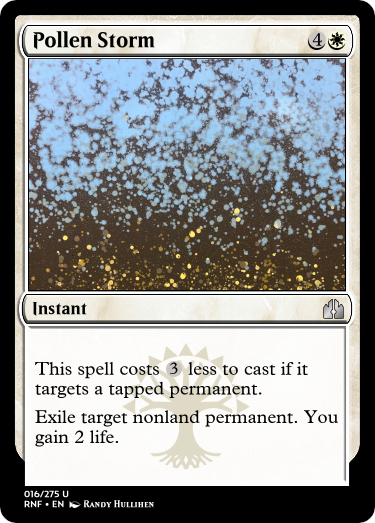 Pollen Storm 4
Instant
This spell costs 3 less to cast if it
targets a tapped permanent.
Exile target nonland permanent. You
gain 2 life.
016/275 U
RNF • EN Randy Hullihen